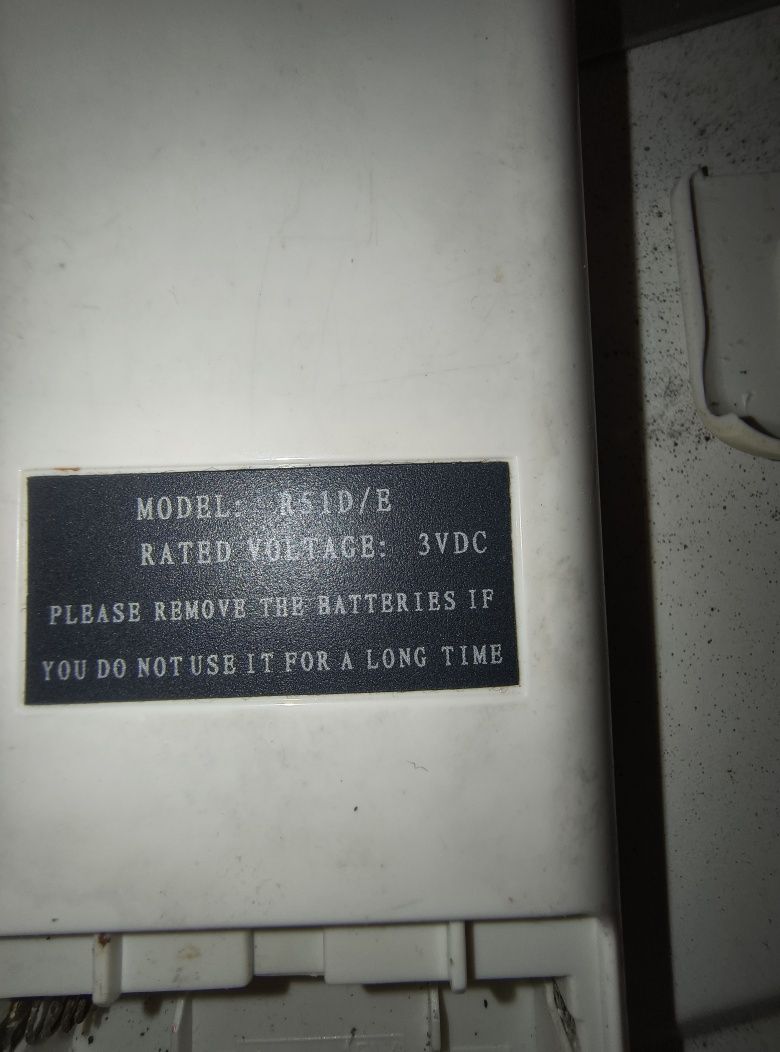 MODEL: R51D/E
RATED VOLTAGE: 3VDC
PLEASE REMOVE THE BATTERIES IF
YOU DO NOT USE IT FOR A LONG TIME